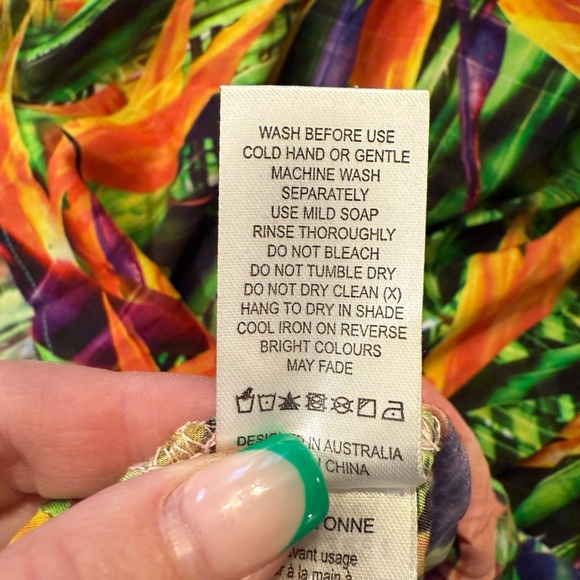 WASH BEFORE USE
COLD HAND OR GENTLE
MACHINE WASH
SEPARATELY
USE MILD SOAP
RINSE THOROUGHLY
DO NOT BLEACH
DO NOT TUMBLE DRY
DO NOT DRY CLEAN (X)
HANG TO DRY IN SHADE
COOL IRON ON REVERSE
BRIGHT COLOURS
MAY FADE
IN AUSTRALIA
CHINA
usage
à la main à